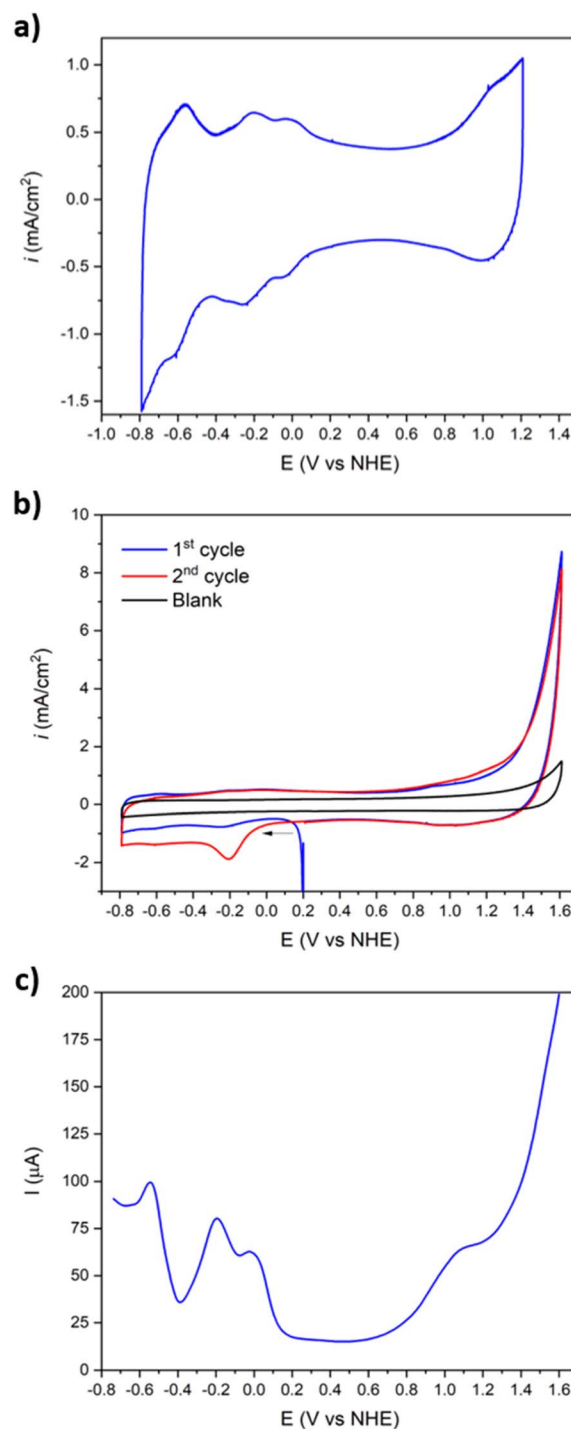 a)
1.0
0.5
0.0
-0.5
-1.0
-1.5
i (mA/cm²)
-1.0 -0.8 -0.6 -0.4 -0.2 0.0 0.2 0.4 0.6 0.8 1.0 1.2 1.4
E (V vs NHE)
b)
10
8
6
4
2
0
-2
i (mA/cm²)
1st cycle
2nd cycle
Blank
-0.8 -0.6 -0.4 -0.2 0.0 0.2 0.4 0.6 0.8 1.0 1.2 1.4 1.6
E (V vs NHE)
c)
200
175
150
125
100
75
50
25
0
I (μA)
-0.8 -0.6 -0.4 -0.2 0.0 0.2 0.4 0.6 0.8 1.0 1.2 1.4 1.6
E (V vs NHE)